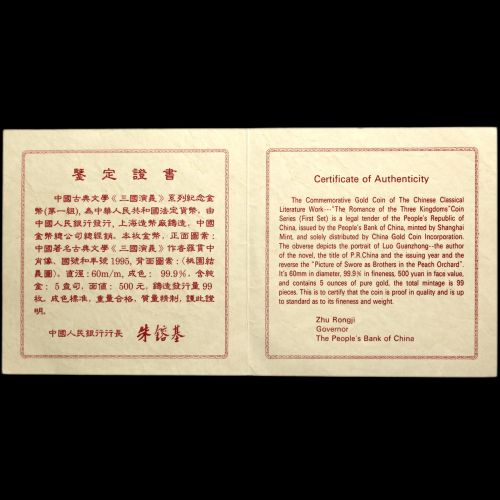 鑒定證書
中國古典文學《三國演義》系列紀念金
幣(第一組),為中華人民共和國法定貨幣,由
中國人民銀行發行,上海造幣廠鑄造,中國
金幣總公司總經銷。本枚金幣,正面圖案:
中國著名古典文學《三國演義》作者羅貫中
肖像、國號和年號1995,背面圖案:《桃園結
義圖》。直涇:60m/m,成色:99.9%,含純
金:5盎司,面值:500元。鑄造發行量99
枚。成色標準,重量合格,質量精制,謹此證
明。
中國人民銀行行長 朱鎔基
Certificate of Authenticity
The Commemorative Gold Coin of The Chinese Classical
Literature Work---"The Romance of the Three Kingdoms"Coin
Series (First Set) is a legal tender of the People's Republic of
China, issued by the People's Bank of China, minted by Shanghai
Mint, and solely distributed by China Gold Coin Incorporation.
The obverse depicts the portrait of Luo Guanzhong--the author
of the novel, the title of P.R.China and the issuing year and the
reverse the "Picture of Swore as Brothers in the Peach Orchard".
It's 60mm in diameter, 99.9% in fineness, 500 yuan in face value,
and contains 5 ounces of pure gold, the total mintage is 99
pieces. This is to certify that the coin is proof in quality and is up
to standard as to its fineness and weight.
Zhu Rongji
Governor
The People's Bank of China